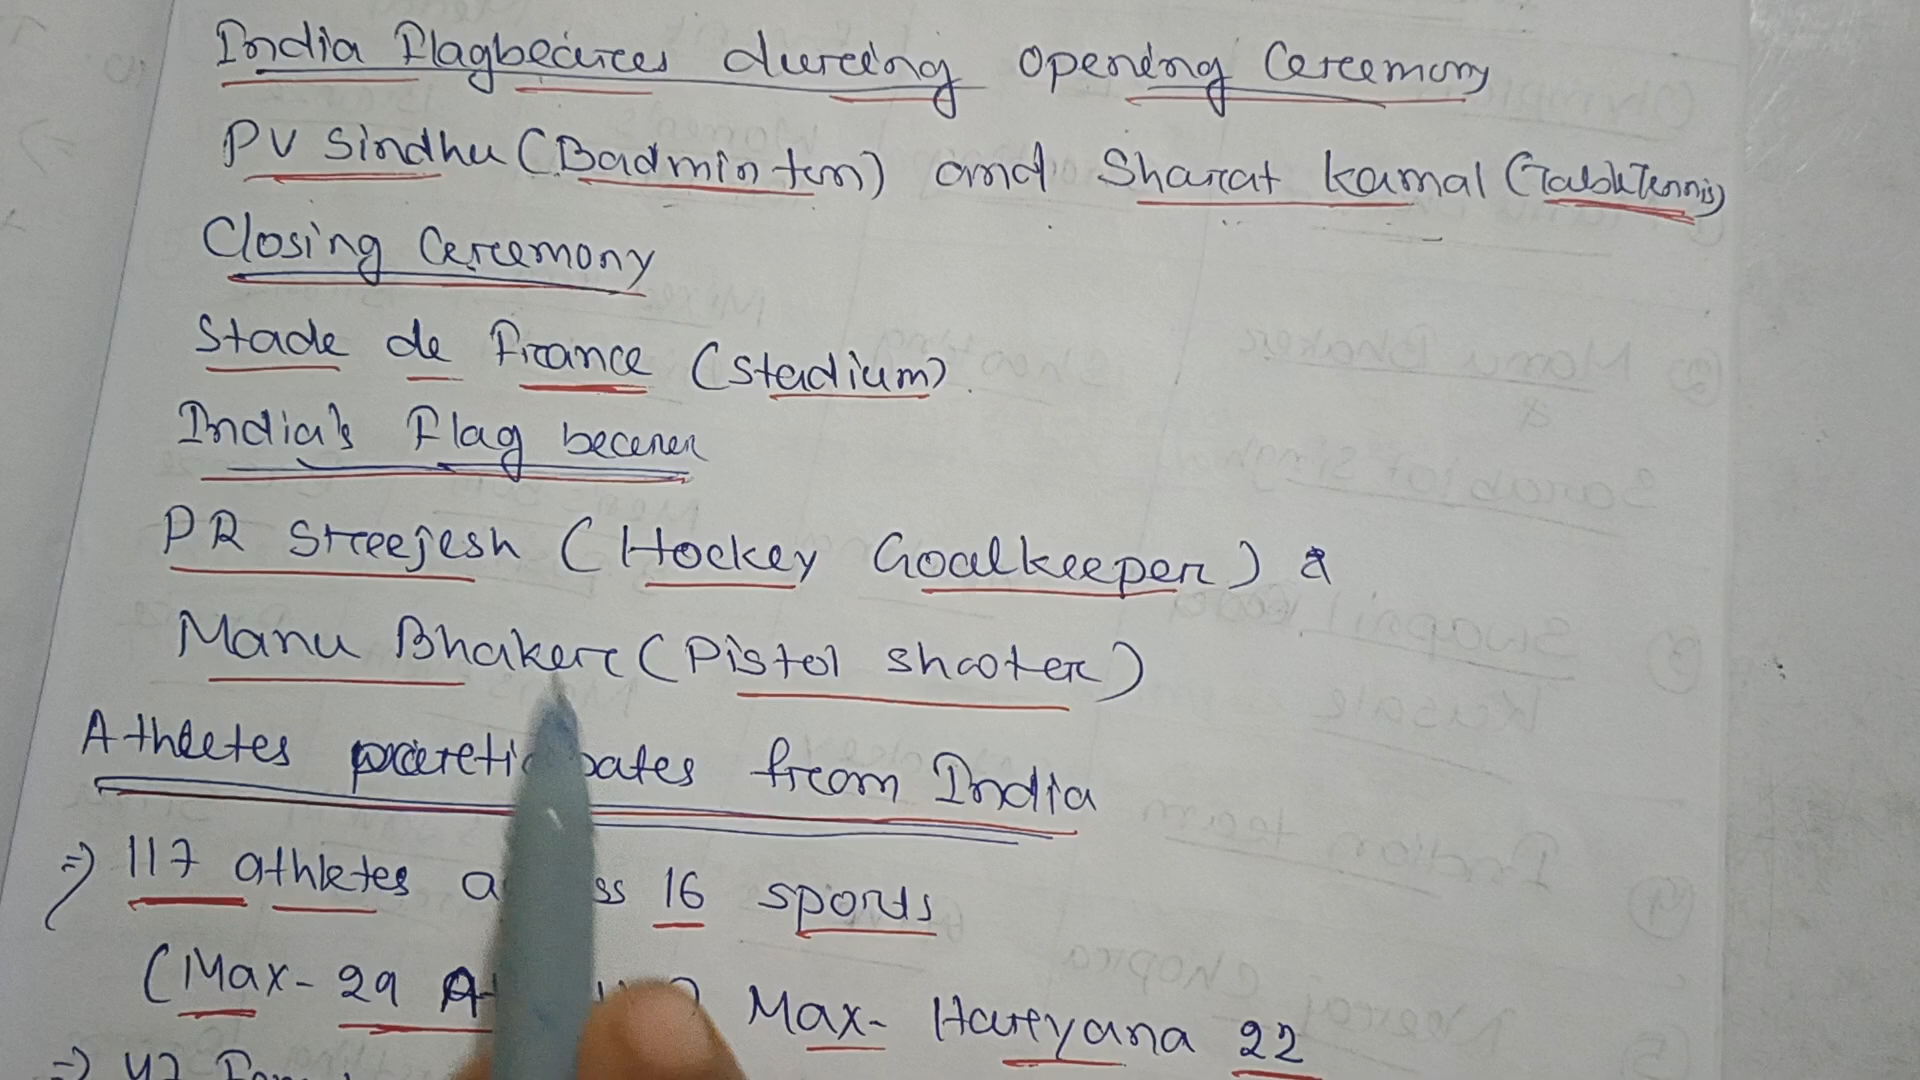 India Flagbearer during opening Ceremony
PV Sindhu (Badminton) and Sharat kamal (Table Tennis)
Closing Ceremony
Stade de France (Stadium)
India's Flag bearer
PR Sreejesh (Hockey Goalkeeper) &
Manu Bhaker (Pistol shooter)
Athletes from India
⇒ 117 athletes 16 sports
(Max- 29 Max- Haryana 22
⇒ 47